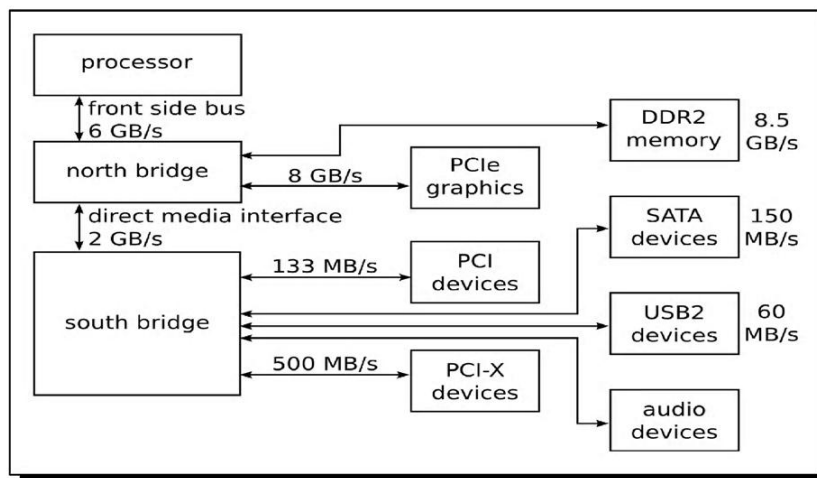 processor
front side bus
6 GB/s
north bridge
8 GB/s
PCIe
graphics
DDR2
memory
8.5
GB/s
direct media interface
2 GB/s
south bridge
133 MB/s
PCI
devices
SATA
devices
150
MB/s
USB2
devices
60
MB/s
500 MB/s
PCI-X
devices
audio
devices